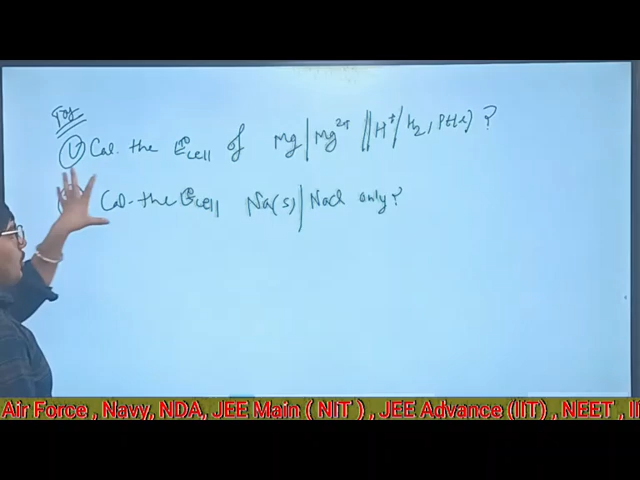 Try
(1) Cal. the E°cell of Mg|Mg2+ ||H+/H2, Pt(s) ?
Cal. the E°cell Na(s)|NaCl only?
Air Force , Navy, NDA, JEE Main ( NIT ) , JEE Advance (IIT) , NEET , II